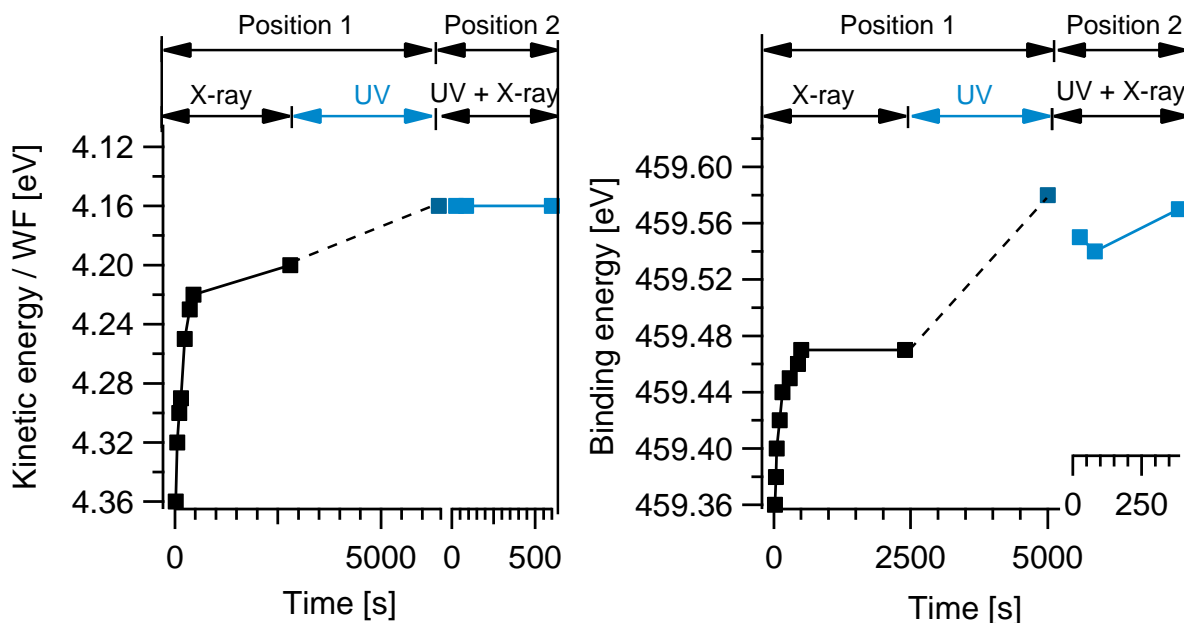 Position 1 Position 2
X-ray UV UV + X-ray
Kinetic energy / WF [eV]
4.12
4.16
4.20
4.24
4.28
4.32
4.36
0 5000 0 500
Time [s]
Position 1 Position 2
X-ray UV UV + X-ray
Binding energy [eV]
459.60
459.56
459.52
459.48
459.44
459.40
459.36
0 250
0 2500 5000
Time [s]